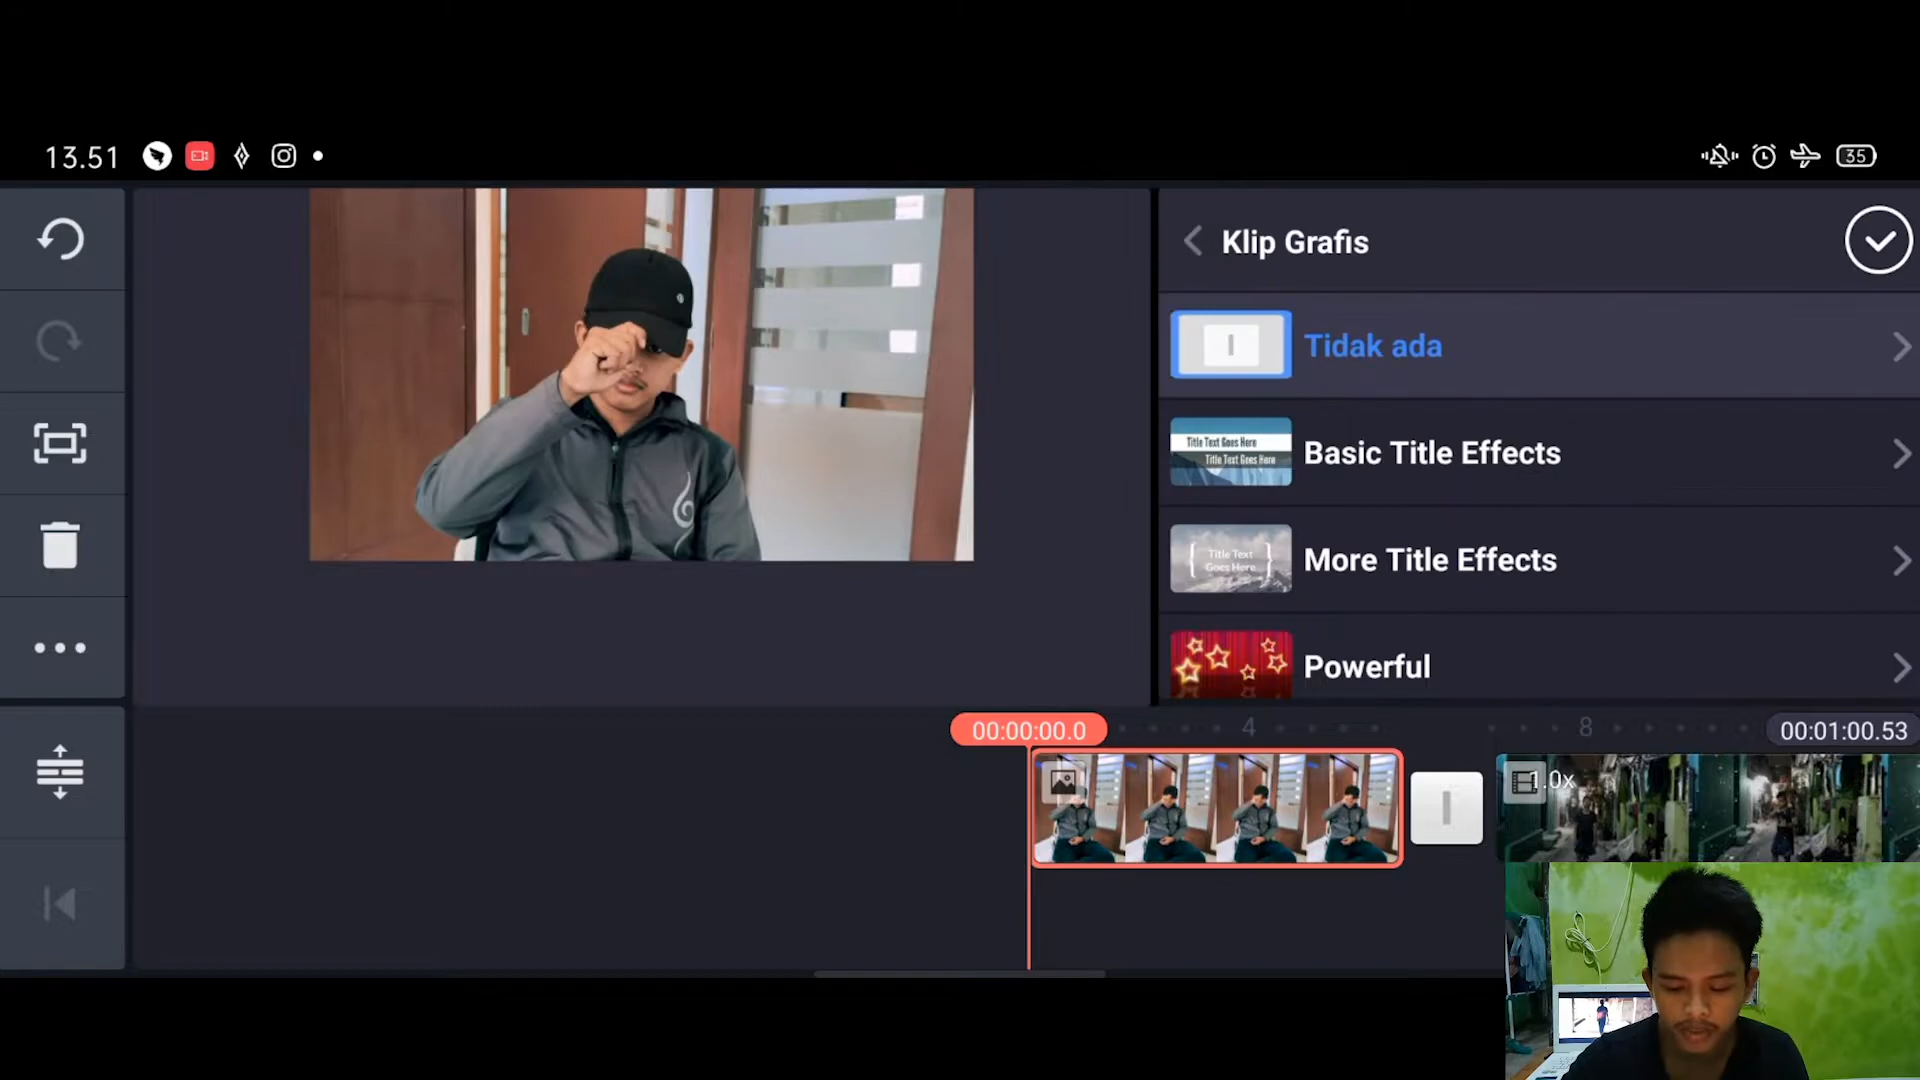 13.51
35
Klip Grafis
Tidak ada
Title Text Goes Here
Title Text Goes Here
Basic Title Effects
Title Text
Goes Here
More Title Effects
Powerful
00:00:00.0
4
8
00:01:00.53
1.0x